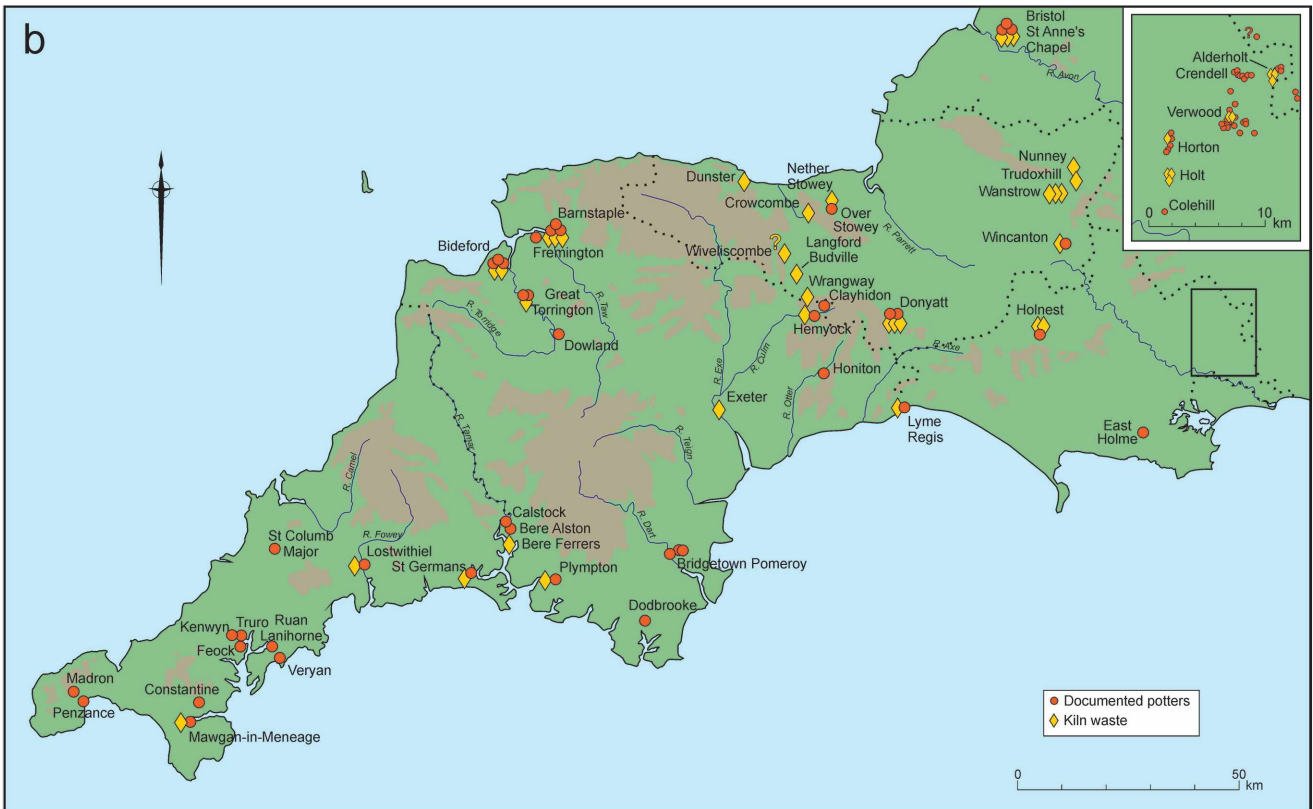 b
Bristol
St Anne's
Chapel
R. Avon
?
Alderholt
Crendell
Verwood
Horton
Holt
0 10
Colehill km
Nunney
Trudoxhill
Wanstrow
Wincanton
Nether
Stowey
Dunster
Crowcombe
Over
Stowey
R. Parrett
?
Wiveliscombe
Langford
Budville
Wrangway
Clayhidon
Hemyock
Donyatt
Holnest
Honiton
R. Axe
Lyme
Regis
East
Holme
Barnstaple
Fremington
Bideford
Great
Torrington
R. Torridge
R. Taw
Dowland
R. Exe
R. Culm
R. Otter
Exeter
R. Tamar
R. Teign
R. Camel
R. Fowey
R. Dart
Calstock
Bere Alston
Bere Ferrers
Bridgetown Pomeroy
St Columb
Major
Lostwithiel
St Germans
Plympton
Dodbrooke
Kenwyn
Truro
Ruan
Lanihorne
Feock
Veryan
Madron
Penzance
Constantine
Mawgan-in-Meneage
Documented potters
Kiln waste
0 50
km